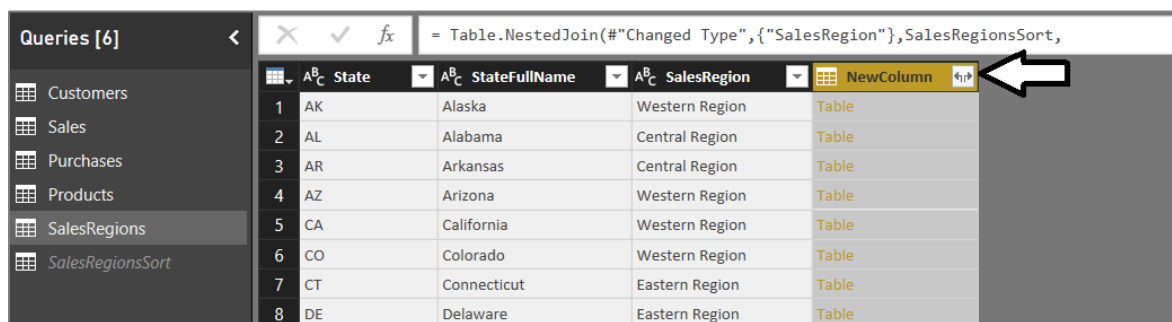 Queries [6]
<
fx
= Table.NestedJoin(#"Changed Type",{"SalesRegion"},SalesRegionsSort,
Customers
Sales
Purchases
Products
SalesRegions
SalesRegionsSort
ABC State ABC StateFullName ABC SalesRegion NewColumn
1 AK Alaska Western Region Table
2 AL Alabama Central Region Table
3 AR Arkansas Central Region Table
4 AZ Arizona Western Region Table
5 CA California Western Region Table
6 CO Colorado Western Region Table
7 CT Connecticut Eastern Region Table
8 DE Delaware Eastern Region Table